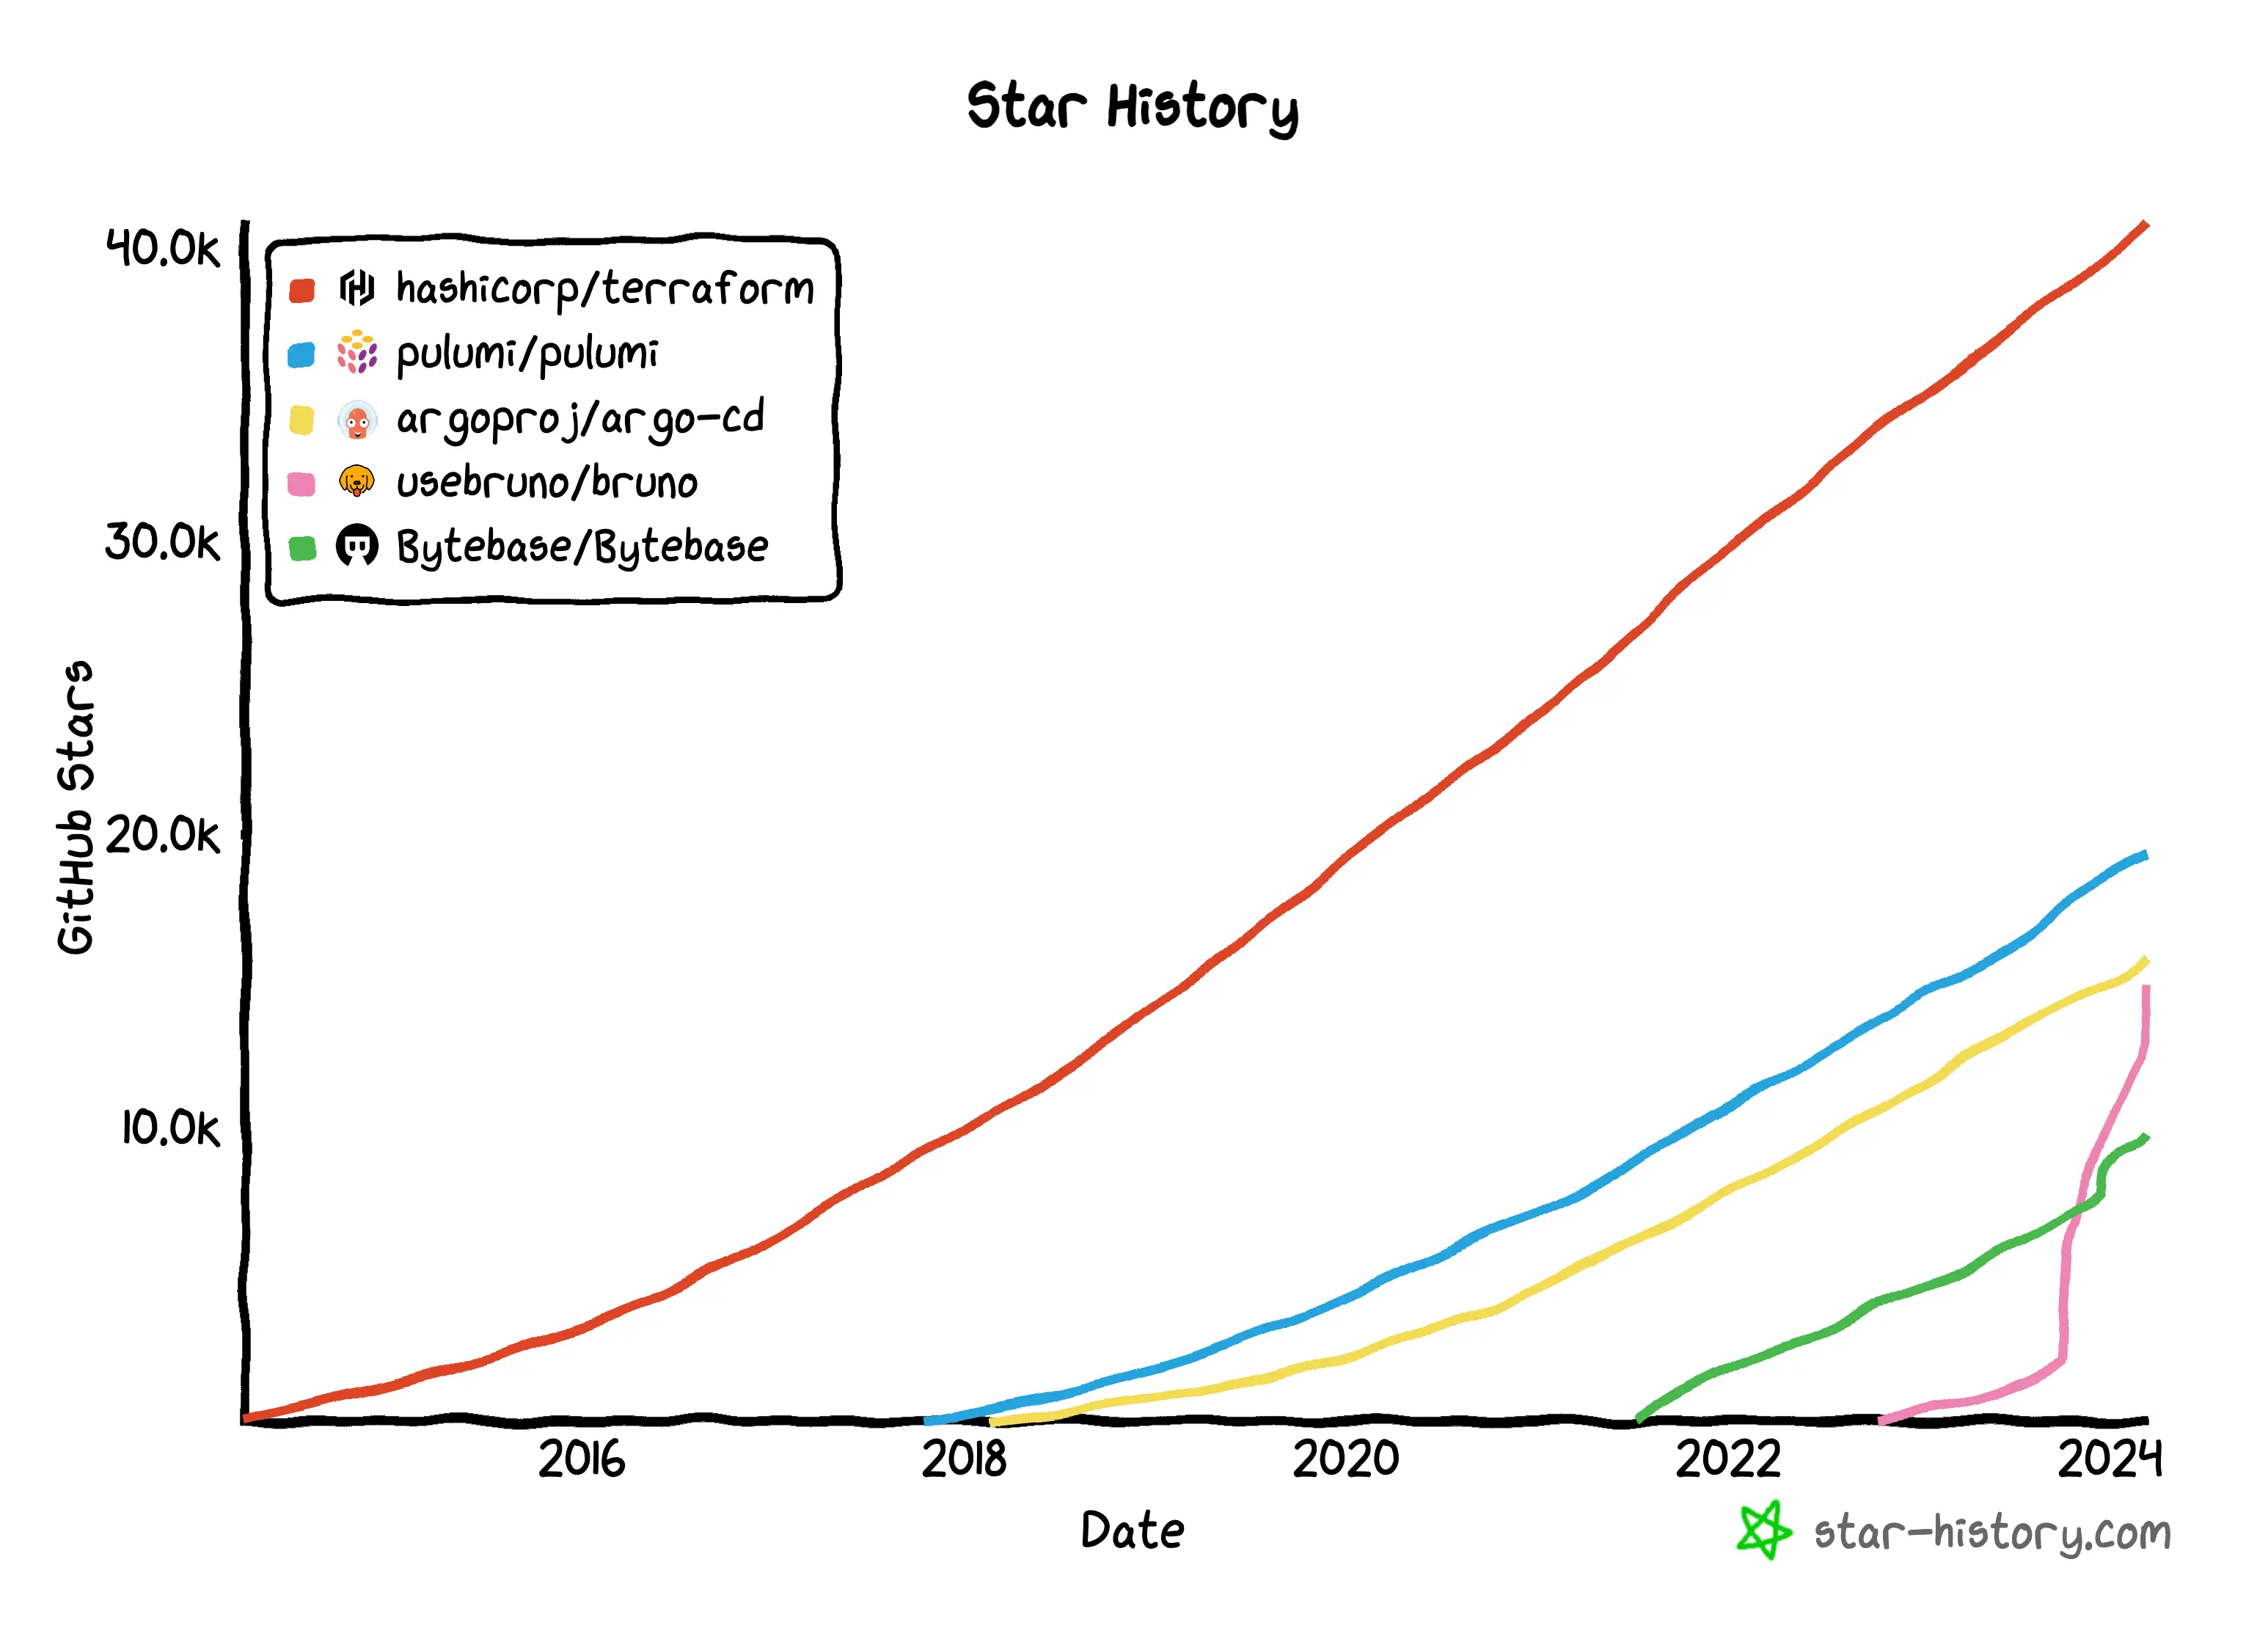 Star History
40.0k
30.0k
20.0k
10.0k
GitHub Stars
hashicorp/terraform
pulumi/pulumi
argoproj/argo-cd
usebruno/bruno
Bytebase/Bytebase
2016 2018 2020 2022 2024
Date
star-history.com